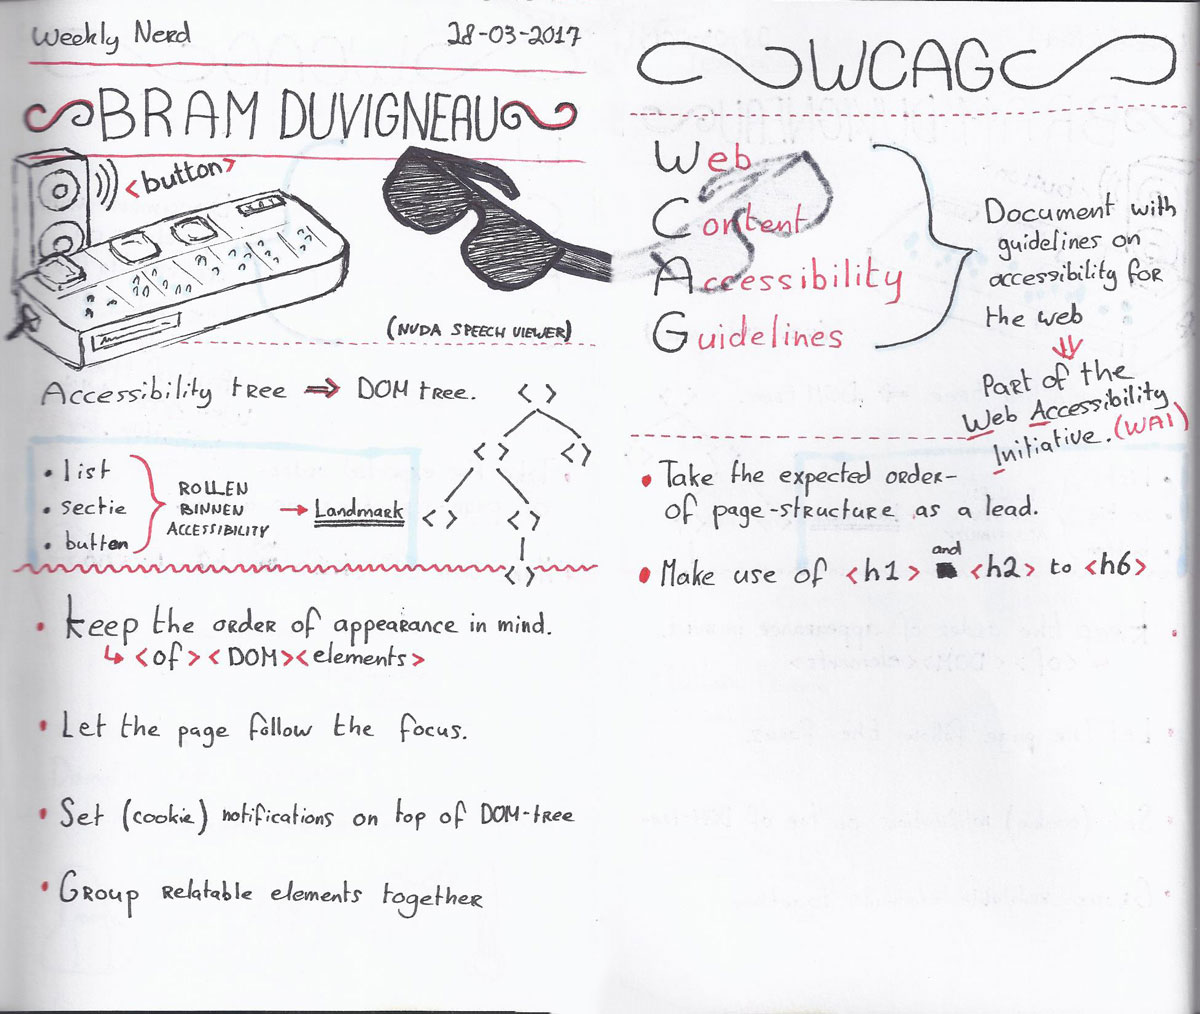 Weekly Nerd 28-03-2017
BRAM DUVIGNEAU
<button>
(NVDA SPEECH VIEWER)
Accessibility tree ⇒ DOM tree.
• list
• sectie
• button
ROLLEN
BINNEN
ACCESSIBILITY
→ Landmark
< >
< > < >
< > < >
< >
• keep the order of appearance in mind.
↳ <of> <DOM> <elements>
• Let the page follow the focus.
• Set (cookie) notifications on top of DOM-tree
• Group relatable elements together
WCAG
Web
Content
Accessibility
Guidelines
Document with
guidelines on
accessibility for
the web
Part of the
Web Accessibility
Initiative. (WAI)
• Take the expected order-
of page-structure as a lead.
• Make use of <h1> and <h2> to <h6>